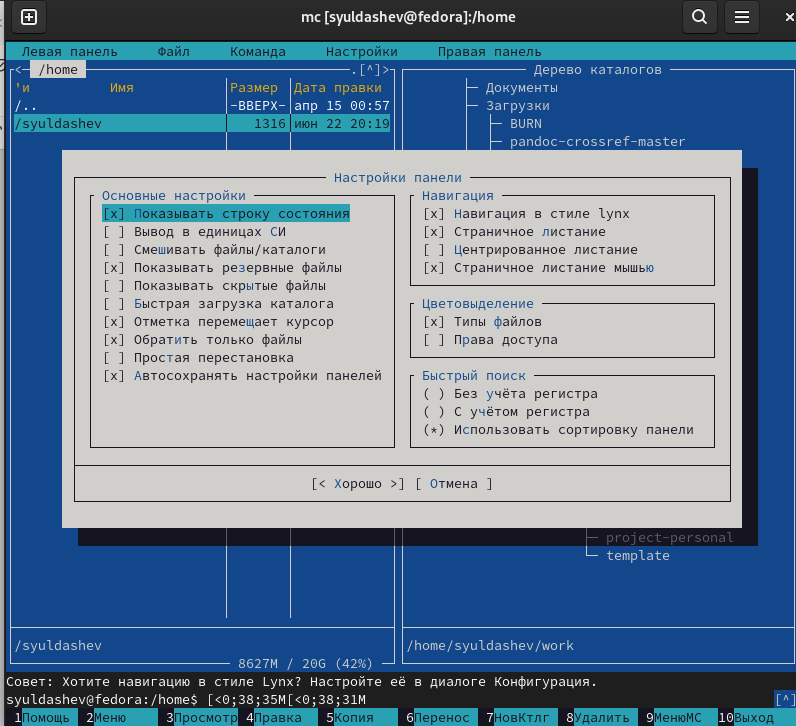 mc [syuldashev@fedora]:/home
Левая панель Файл Команда Настройки Правая панель
<─ /home .[^]>
Дерево каталогов
'и Имя Размер Дата правки
/.. -ВВЕРХ- апр 15 00:57
/syuldashev 1316 июн 22 20:19
Документы
Загрузки
BURN
pandoc-crossref-master
Настройки панели
Основные настройки
[x] Показывать строку состояния
[ ] Вывод в единицах СИ
[ ] Смешивать файлы/каталоги
[x] Показывать резервные файлы
[ ] Показывать скрытые файлы
[ ] Быстрая загрузка каталога
[x] Отметка перемещает курсор
[x] Обратить только файлы
[ ] Простая перестановка
[x] Автосохранять настройки панелей
Навигация
[x] Навигация в стиле lynx
[x] Страничное листание
[ ] Центрированное листание
[x] Страничное листание мышью
Цветовыделение
[x] Типы файлов
[ ] Права доступа
Быстрый поиск
( ) Без учёта регистра
( ) С учётом регистра
(*) Использовать сортировку панели
[< Хорошо >] [ Отмена ]
project-personal
template
/syuldashev
/home/syuldashev/work
8627M / 20G (42%)
Совет: Хотите навигацию в стиле Lynx? Настройте её в диалоге Конфигурация.
syuldashev@fedora:/home$ [<0;38;35M[<0;38;31M [^]
1Помощь 2Меню 3Просмотр 4Правка 5Копия 6Перенос 7НовКтлг 8Удалить 9МенюMC 10Выход